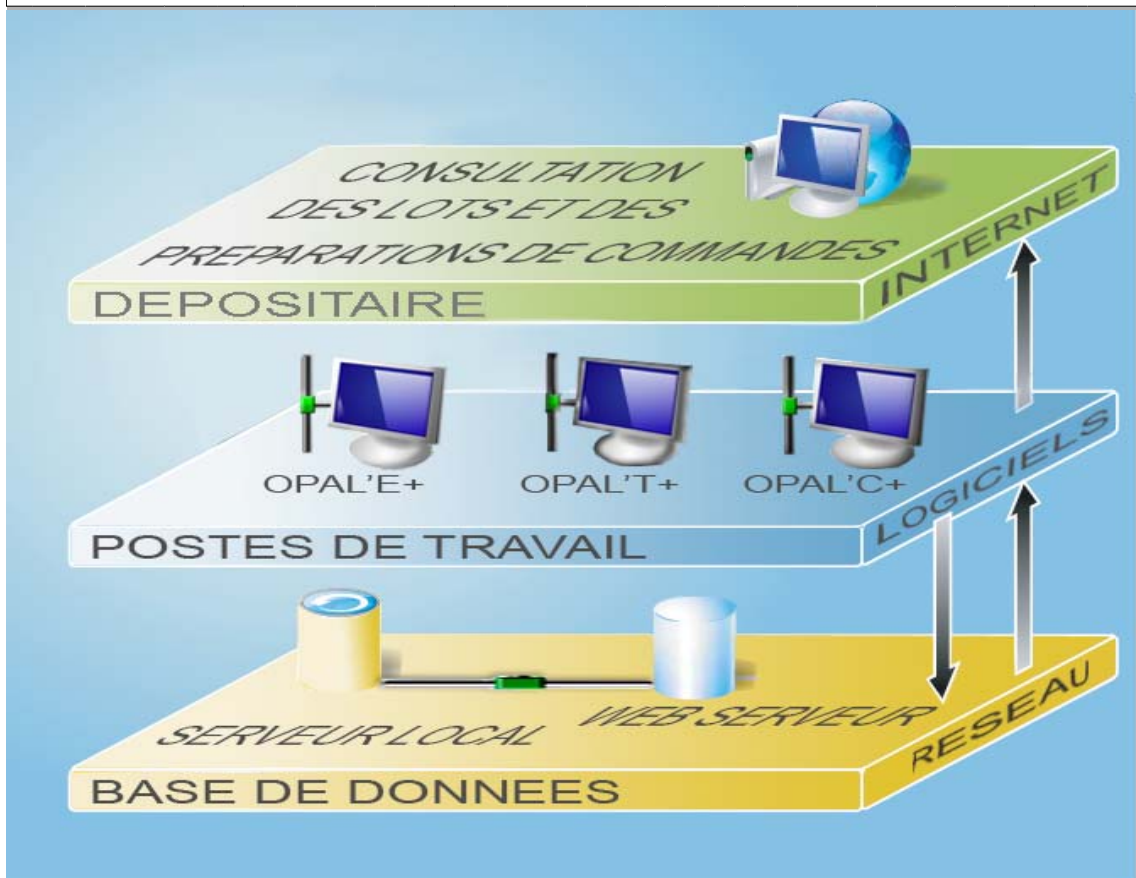 CONSULTATION
DES LOTS ET DES
PREPARATIONS DE COMMANDES
DEPOSITAIRE
INTERNET
OPAL'E+
OPAL'T+
OPAL'C+
POSTES DE TRAVAIL
LOGICIELS
SERVEUR LOCAL
WEB SERVEUR
BASE DE DONNEES
RESEAU